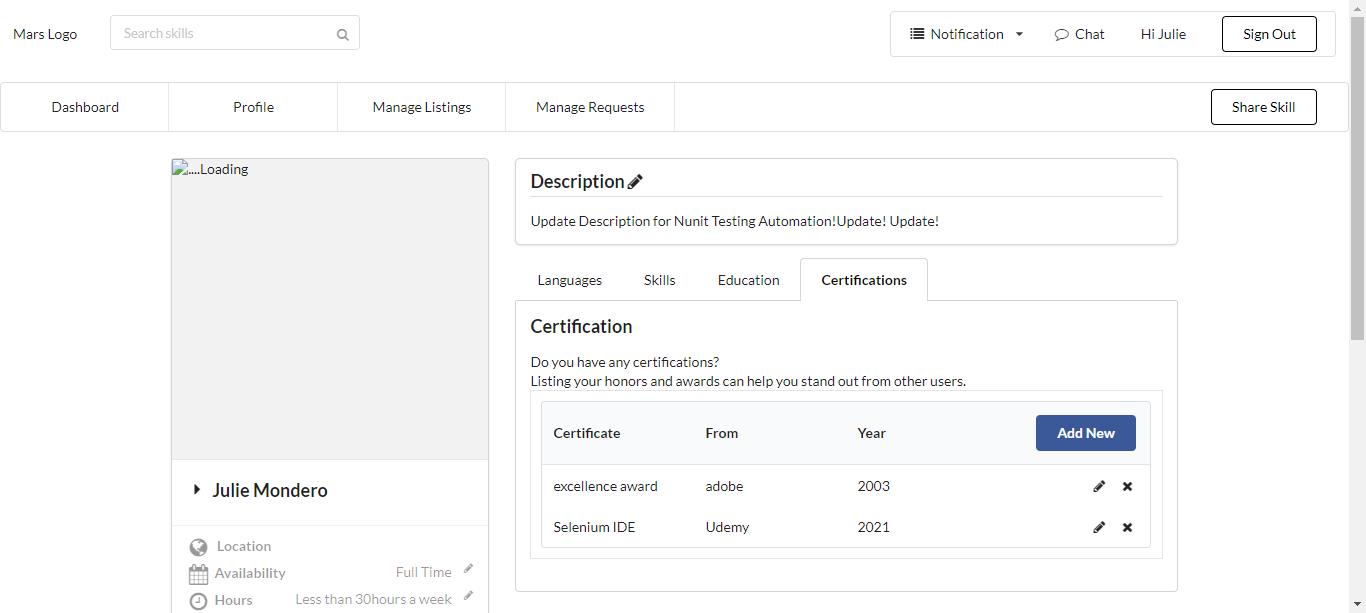 Mars Logo
Search skills
Notification
Chat
Hi Julie
Sign Out
Dashboard
Profile
Manage Listings
Manage Requests
Share Skill
....Loading
Julie Mondero
Location
Availability
Full Time
Hours
Less than 30hours a week
Description
Update Description for Nunit Testing Automation!Update! Update!
Languages
Skills
Education
Certifications
Certification
Do you have any certifications?
Listing your honors and awards can help you stand out from other users.
Certificate From Year Add New
excellence award adobe 2003
Selenium IDE Udemy 2021